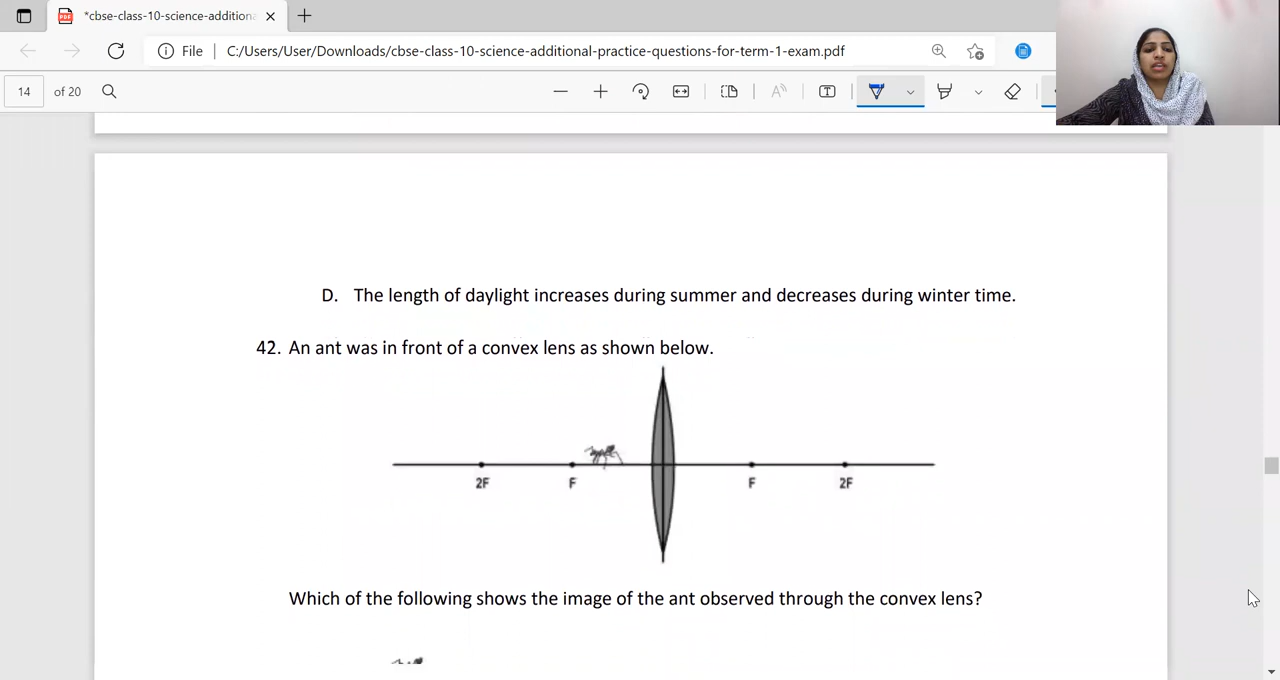 *cbse-class-10-science-additiona
File
C:/Users/User/Downloads/cbse-class-10-science-additional-practice-questions-for-term-1-exam.pdf
14 of 20
D. The length of daylight increases during summer and decreases during winter time.
42. An ant was in front of a convex lens as shown below.
2F F F 2F
Which of the following shows the image of the ant observed through the convex lens?